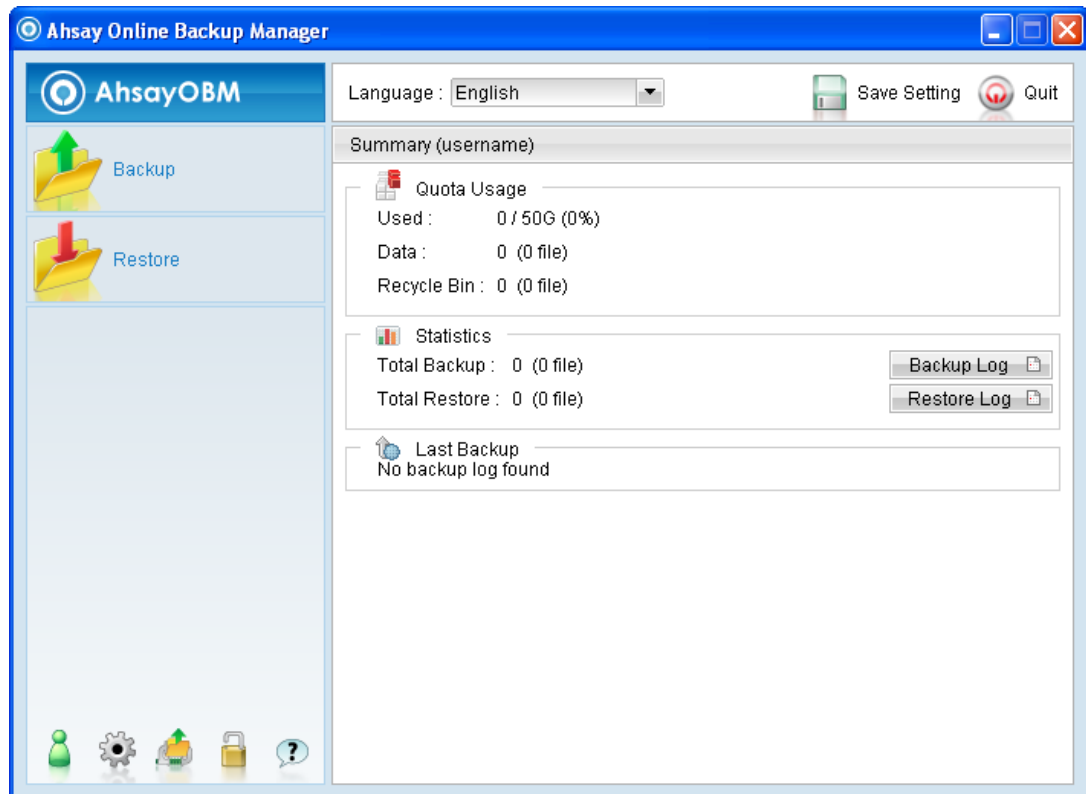 Ahsay Online Backup Manager
AhsayOBM
Language : English
Save Setting
Quit
Backup
Restore
Summary (username)
Quota Usage
Used : 0 / 50G (0%)
Data : 0 (0 file)
Recycle Bin : 0 (0 file)
Statistics
Total Backup : 0 (0 file)
Backup Log
Total Restore : 0 (0 file)
Restore Log
Last Backup
No backup log found
?